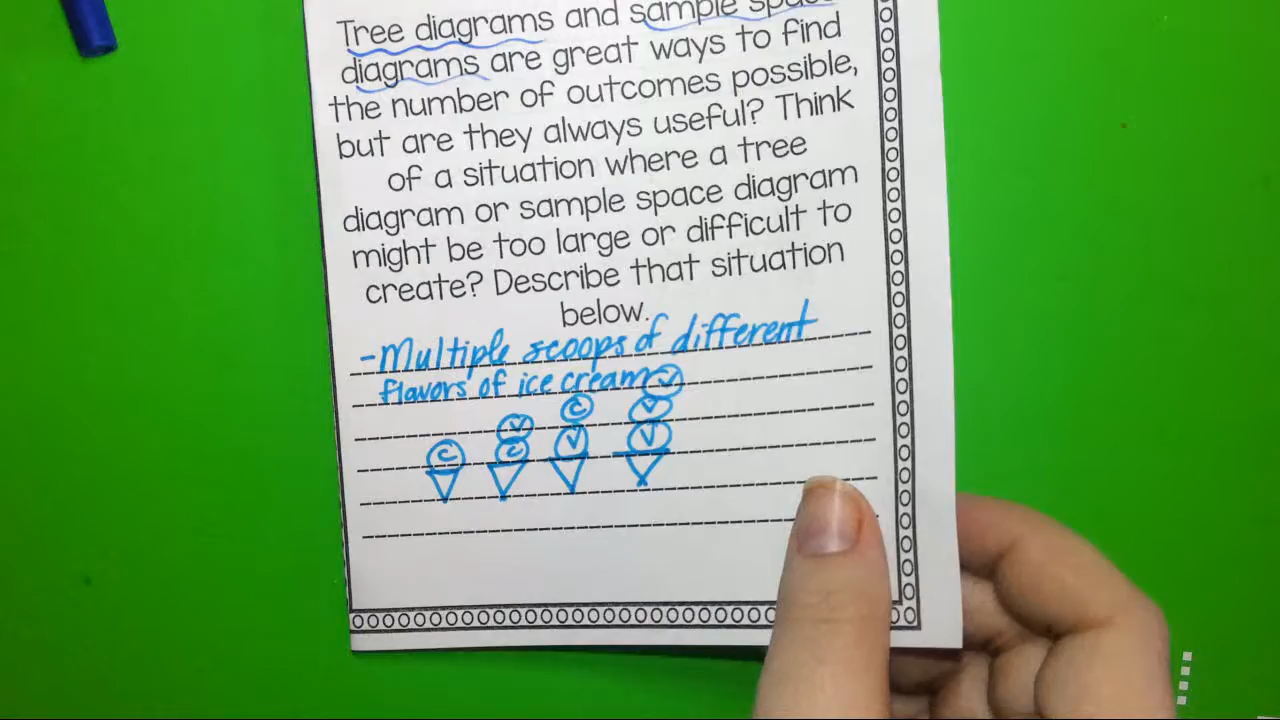 Tree diagrams and sample space
diagrams are great ways to find
the number of outcomes possible,
but are they always useful? Think
of a situation where a tree
diagram or sample space diagram
might be too large or difficult to
create? Describe that situation
below.
-Multiple scoops of different
flavors of ice cream
V
C V V
V C V V
C